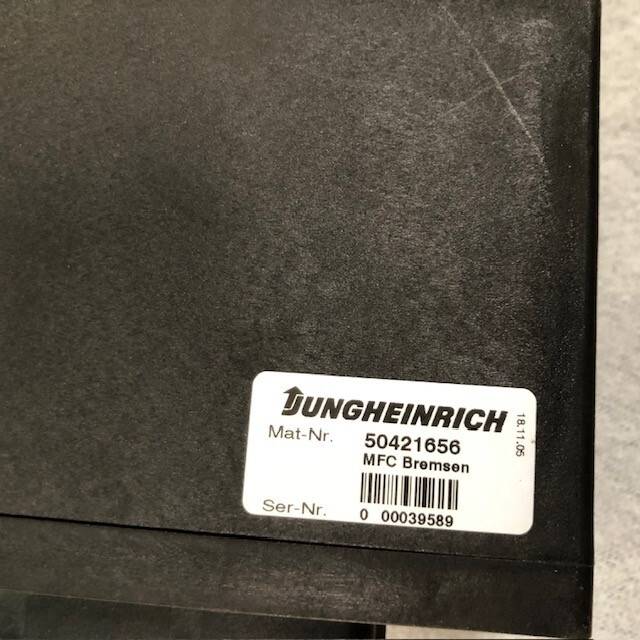 JUNGHEINRICH
Mat-Nr. 50421656
MFC Bremsen
Ser-Nr. 0 00039589
18.11.05